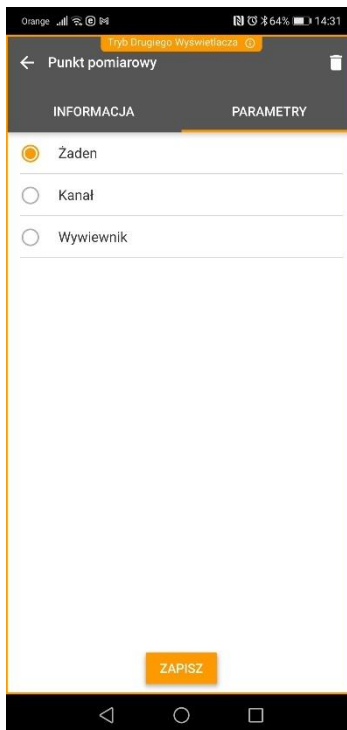 Orange 64% 14:31
Tryb Drugiego Wyświetlacza
Punkt pomiarowy
INFORMACJA PARAMETRY
Żaden
Kanał
Wywiewnik
ZAPISZ